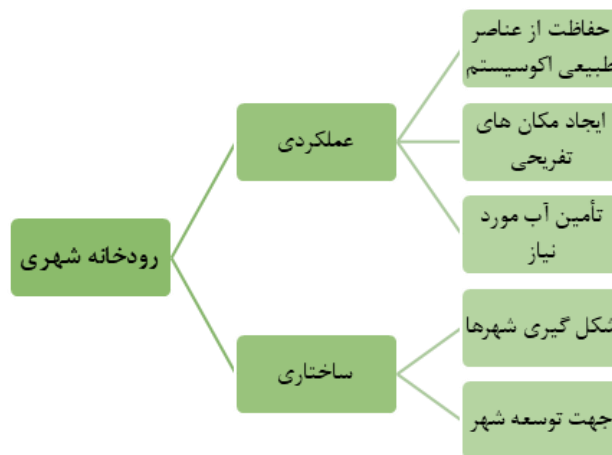 رودخانه شهری
عملکردی
حفاظت از عناصر
طبیعی اکوسیستم
ایجاد مکان های
تفریحی
تأمین آب مورد
نیاز
ساختاری
شکل گیری شهرها
جهت توسعه شهر